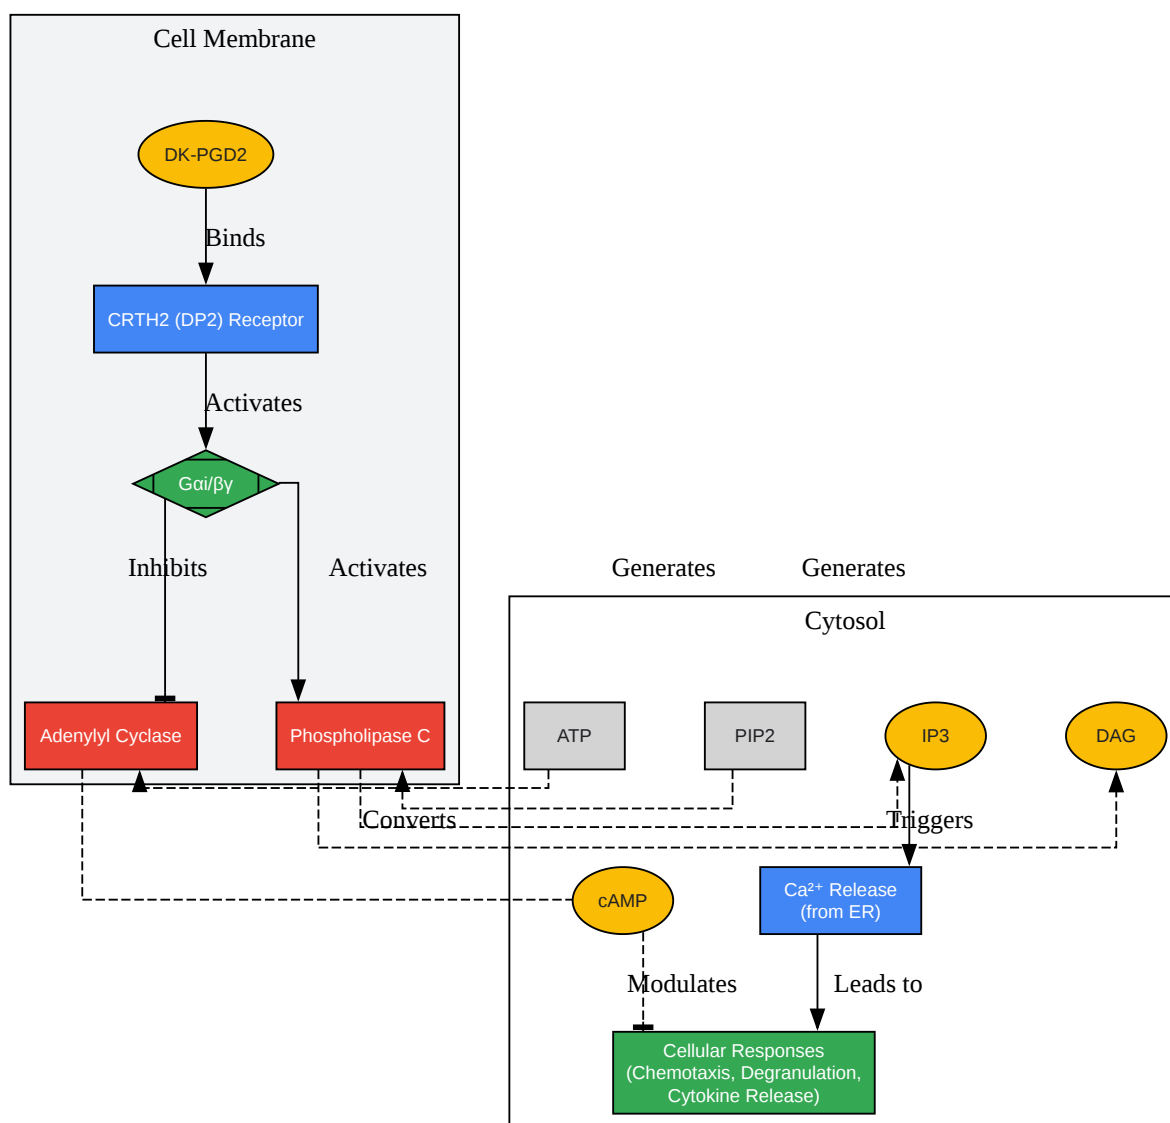 Cell Membrane
DK-PGD2
Binds
CRTH2 (DP2) Receptor
Activates
Gαi/βγ
Inhibits
Activates
Generates
Generates
Cytosol
Adenylyl Cyclase
Phospholipase C
ATP
PIP2
IP3
DAG
Converts
Triggers
cAMP
Ca²⁺ Release
(from ER)
Modulates
Leads to
Cellular Responses
(Chemotaxis, Degranulation,
Cytokine Release)